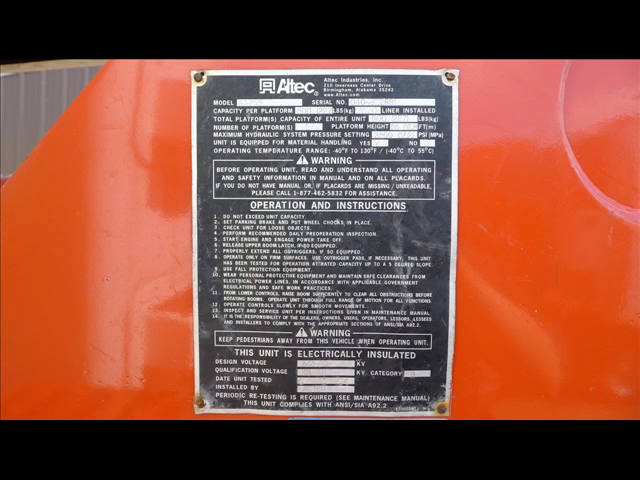 Altec
Altec Industries, Inc.
210 Inverness Center Drive
Birmingham, Alabama 35242
www.Altec.com
MODEL SERIAL NO.
CAPACITY PER PLATFORM LBS(kg) LINER INSTALLED
TOTAL PLATFORM(S) CAPACITY OF ENTIRE UNIT LBS(kg)
NUMBER OF PLATFORM(S) PLATFORM HEIGHT FT(m)
MAXIMUM HYDRAULIC SYSTEM PRESSURE SETTING PSI(MPa)
UNIT IS EQUIPPED FOR MATERIAL HANDLING YES NO
OPERATING TEMPERATURE RANGE: -40°F TO 130°F / (-40°C TO 55°C)
WARNING
BEFORE OPERATING UNIT, READ AND UNDERSTAND ALL OPERATING
AND SAFETY INFORMATION IN MANUAL AND ON ALL PLACARDS.
IF YOU DO NOT HAVE MANUAL OR IF PLACARDS ARE MISSING/UNREADABLE,
PLEASE CALL 1-877-462-5832 FOR ASSISTANCE.
OPERATION AND INSTRUCTIONS
1. DO NOT EXCEED UNIT CAPACITY
2. SET PARKING BRAKE AND PUT WHEEL CHOCKS IN PLACE.
3. CHECK UNIT FOR LOOSE OBJECTS.
4. PERFORM RECOMMENDED DAILY PREOPERATION INSPECTION.
5. START ENGINE AND ENGAGE POWER TAKE OFF.
6. RELEASE UPPER BOOM LATCH, IF SO EQUIPPED.
7. PROPERLY EXTEND ALL OUTRIGGERS, IF SO EQUIPPED.
8. OPERATE ONLY ON FIRM SURFACES. USE OUTRIGGER PADS, IF NECESSARY. THIS UNIT
HAS BEEN TESTED FOR OPERATION AT RATED CAPACITY UP TO A 5 DEGREE SLOPE.
9. USE FALL PROTECTION EQUIPMENT.
10. WEAR PERSONAL PROTECTIVE EQUIPMENT AND MAINTAIN SAFE CLEARANCES FROM
ELECTRICAL POWER LINES, IN ACCORDANCE WITH APPLICABLE GOVERNMENT
REGULATIONS AND SAFE WORK PRACTICES.
11. FROM LOWER CONTROLS, RAISE BOOM SUFFICIENTLY TO CLEAR ALL OBSTRUCTIONS BEFORE
ROTATING BOOMS. OPERATE UNIT THROUGH FULL RANGE OF MOTION FOR ALL FUNCTIONS.
12. OPERATE CONTROLS SLOWLY FOR SMOOTH MOVEMENTS.
13. INSPECT AND SERVICE UNIT PER INSTRUCTIONS GIVEN IN MAINTENANCE MANUAL.
14. IT IS THE RESPONSIBILITY OF THE DEALERS, OWNERS, USERS, OPERATORS, LESSORS, LESSEES
AND INSTALLERS TO COMPLY WITH THE APPROPRIATE SECTIONS OF ANSI/SIA A92.2.
WARNING
KEEP PEDESTRIANS AWAY FROM THIS VEHICLE WHEN OPERATING UNIT.
THIS UNIT IS ELECTRICALLY INSULATED
DESIGN VOLTAGE KV
QUALIFICATION VOLTAGE KV, CATEGORY
DATE UNIT TESTED
INSTALLED BY
PERIODIC RE-TESTING IS REQUIRED (SEE MAINTENANCE MANUAL)
THIS UNIT COMPLIES WITH ANSI/SIA A92.2